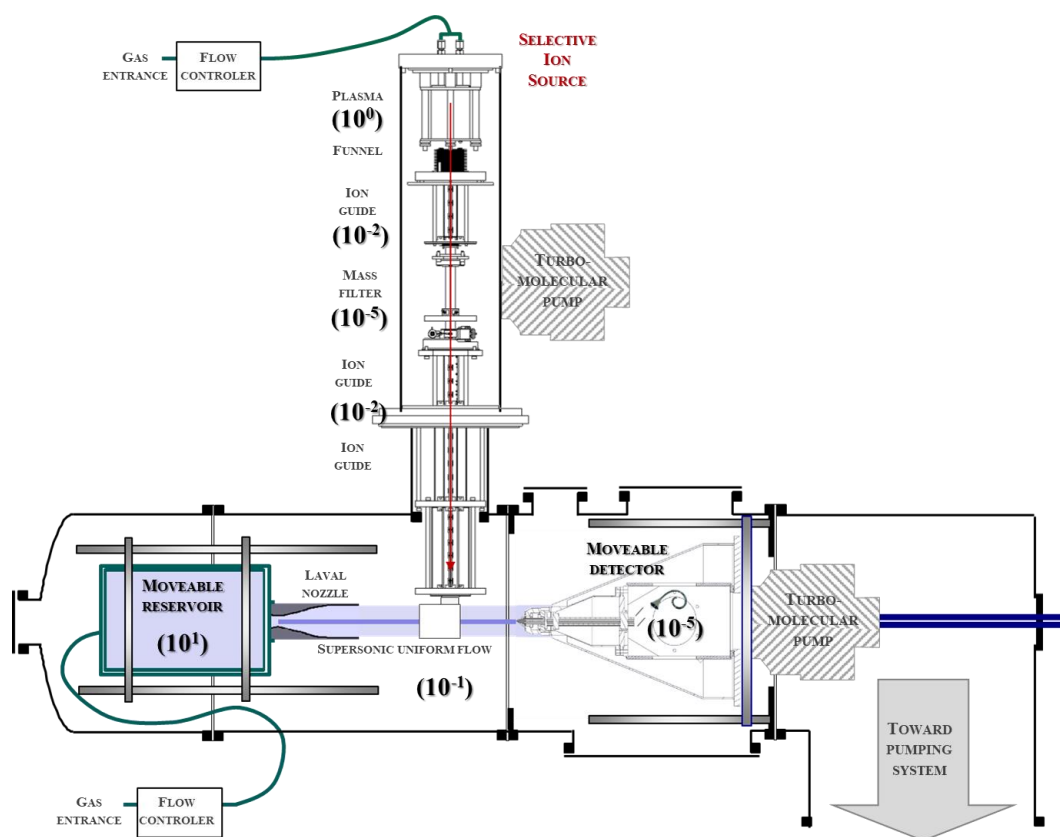 SELECTIVE
ION
SOURCE
GAS
ENTRANCE
FLOW
CONTROLER
PLASMA
(10⁰)
FUNNEL
ION
GUIDE
(10⁻²)
MASS
FILTER
(10⁻⁵)
TURBO-
MOLECULAR
PUMP
ION
GUIDE
(10⁻²)
ION
GUIDE
MOVEABLE
RESERVOIR
(10¹)
LAVAL
NOZZLE
SUPERSONIC UNIFORM FLOW
(10⁻¹)
MOVEABLE
DETECTOR
(10⁻⁵)
TURBO-
MOLECULAR
PUMP
TOWARD
PUMPING
SYSTEM
GAS
ENTRANCE
FLOW
CONTROLER